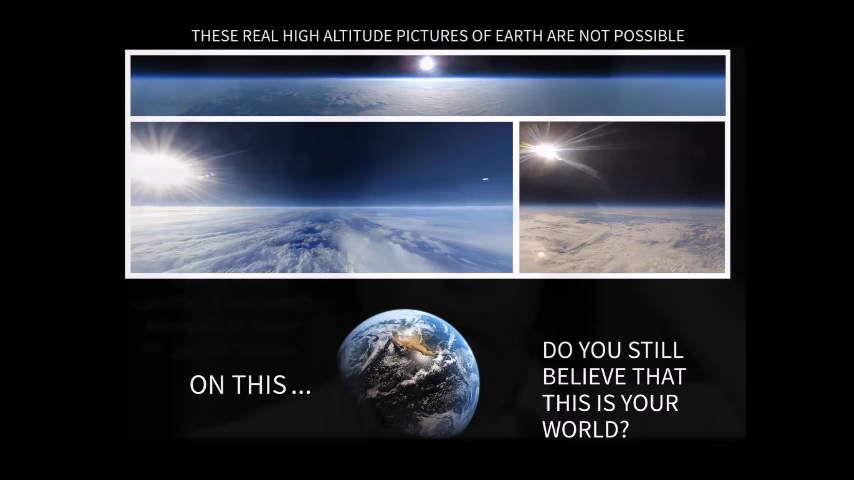 THESE REAL HIGH ALTITUDE PICTURES OF EARTH ARE NOT POSSIBLE
ON THIS...
DO YOU STILL
BELIEVE THAT
THIS IS YOUR
WORLD?